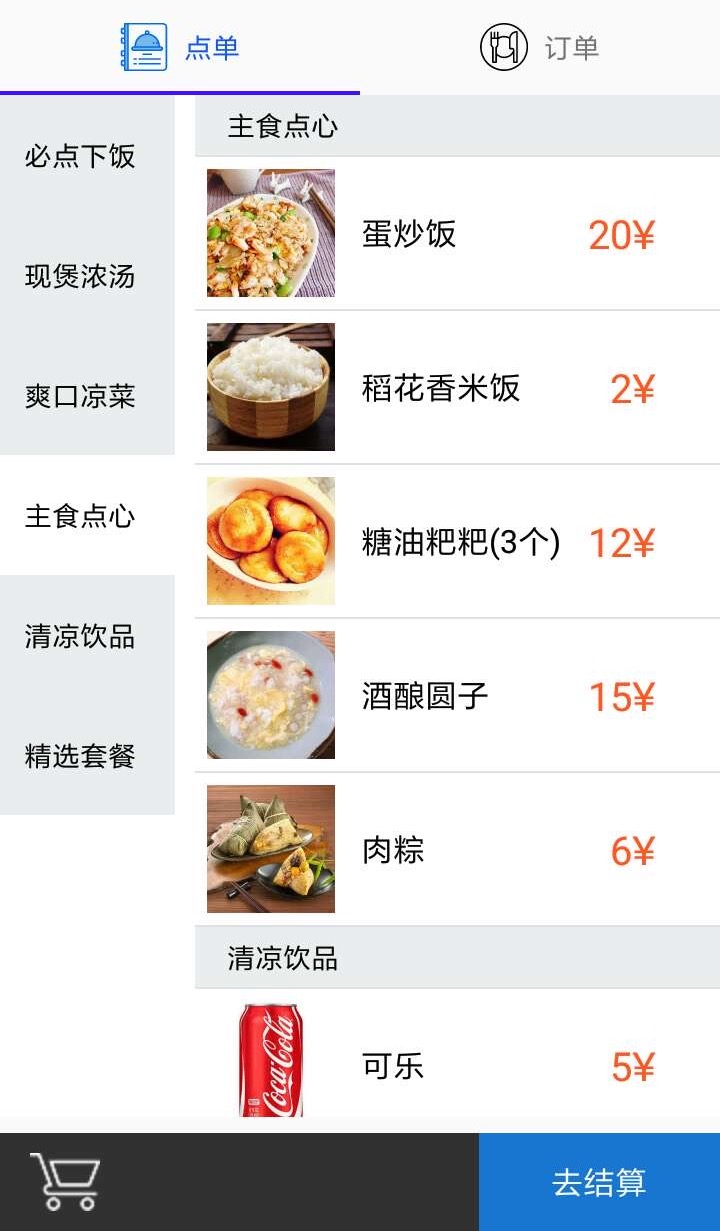 点单
订单
必点下饭
现煲浓汤
爽口凉菜
主食点心
清凉饮品
精选套餐
主食点心
蛋炒饭 20¥
稻花香米饭 2¥
糖油粑粑(3个) 12¥
酒酿圆子 15¥
肉粽 6¥
清凉饮品
Coca-Cola
可乐 5¥
去结算